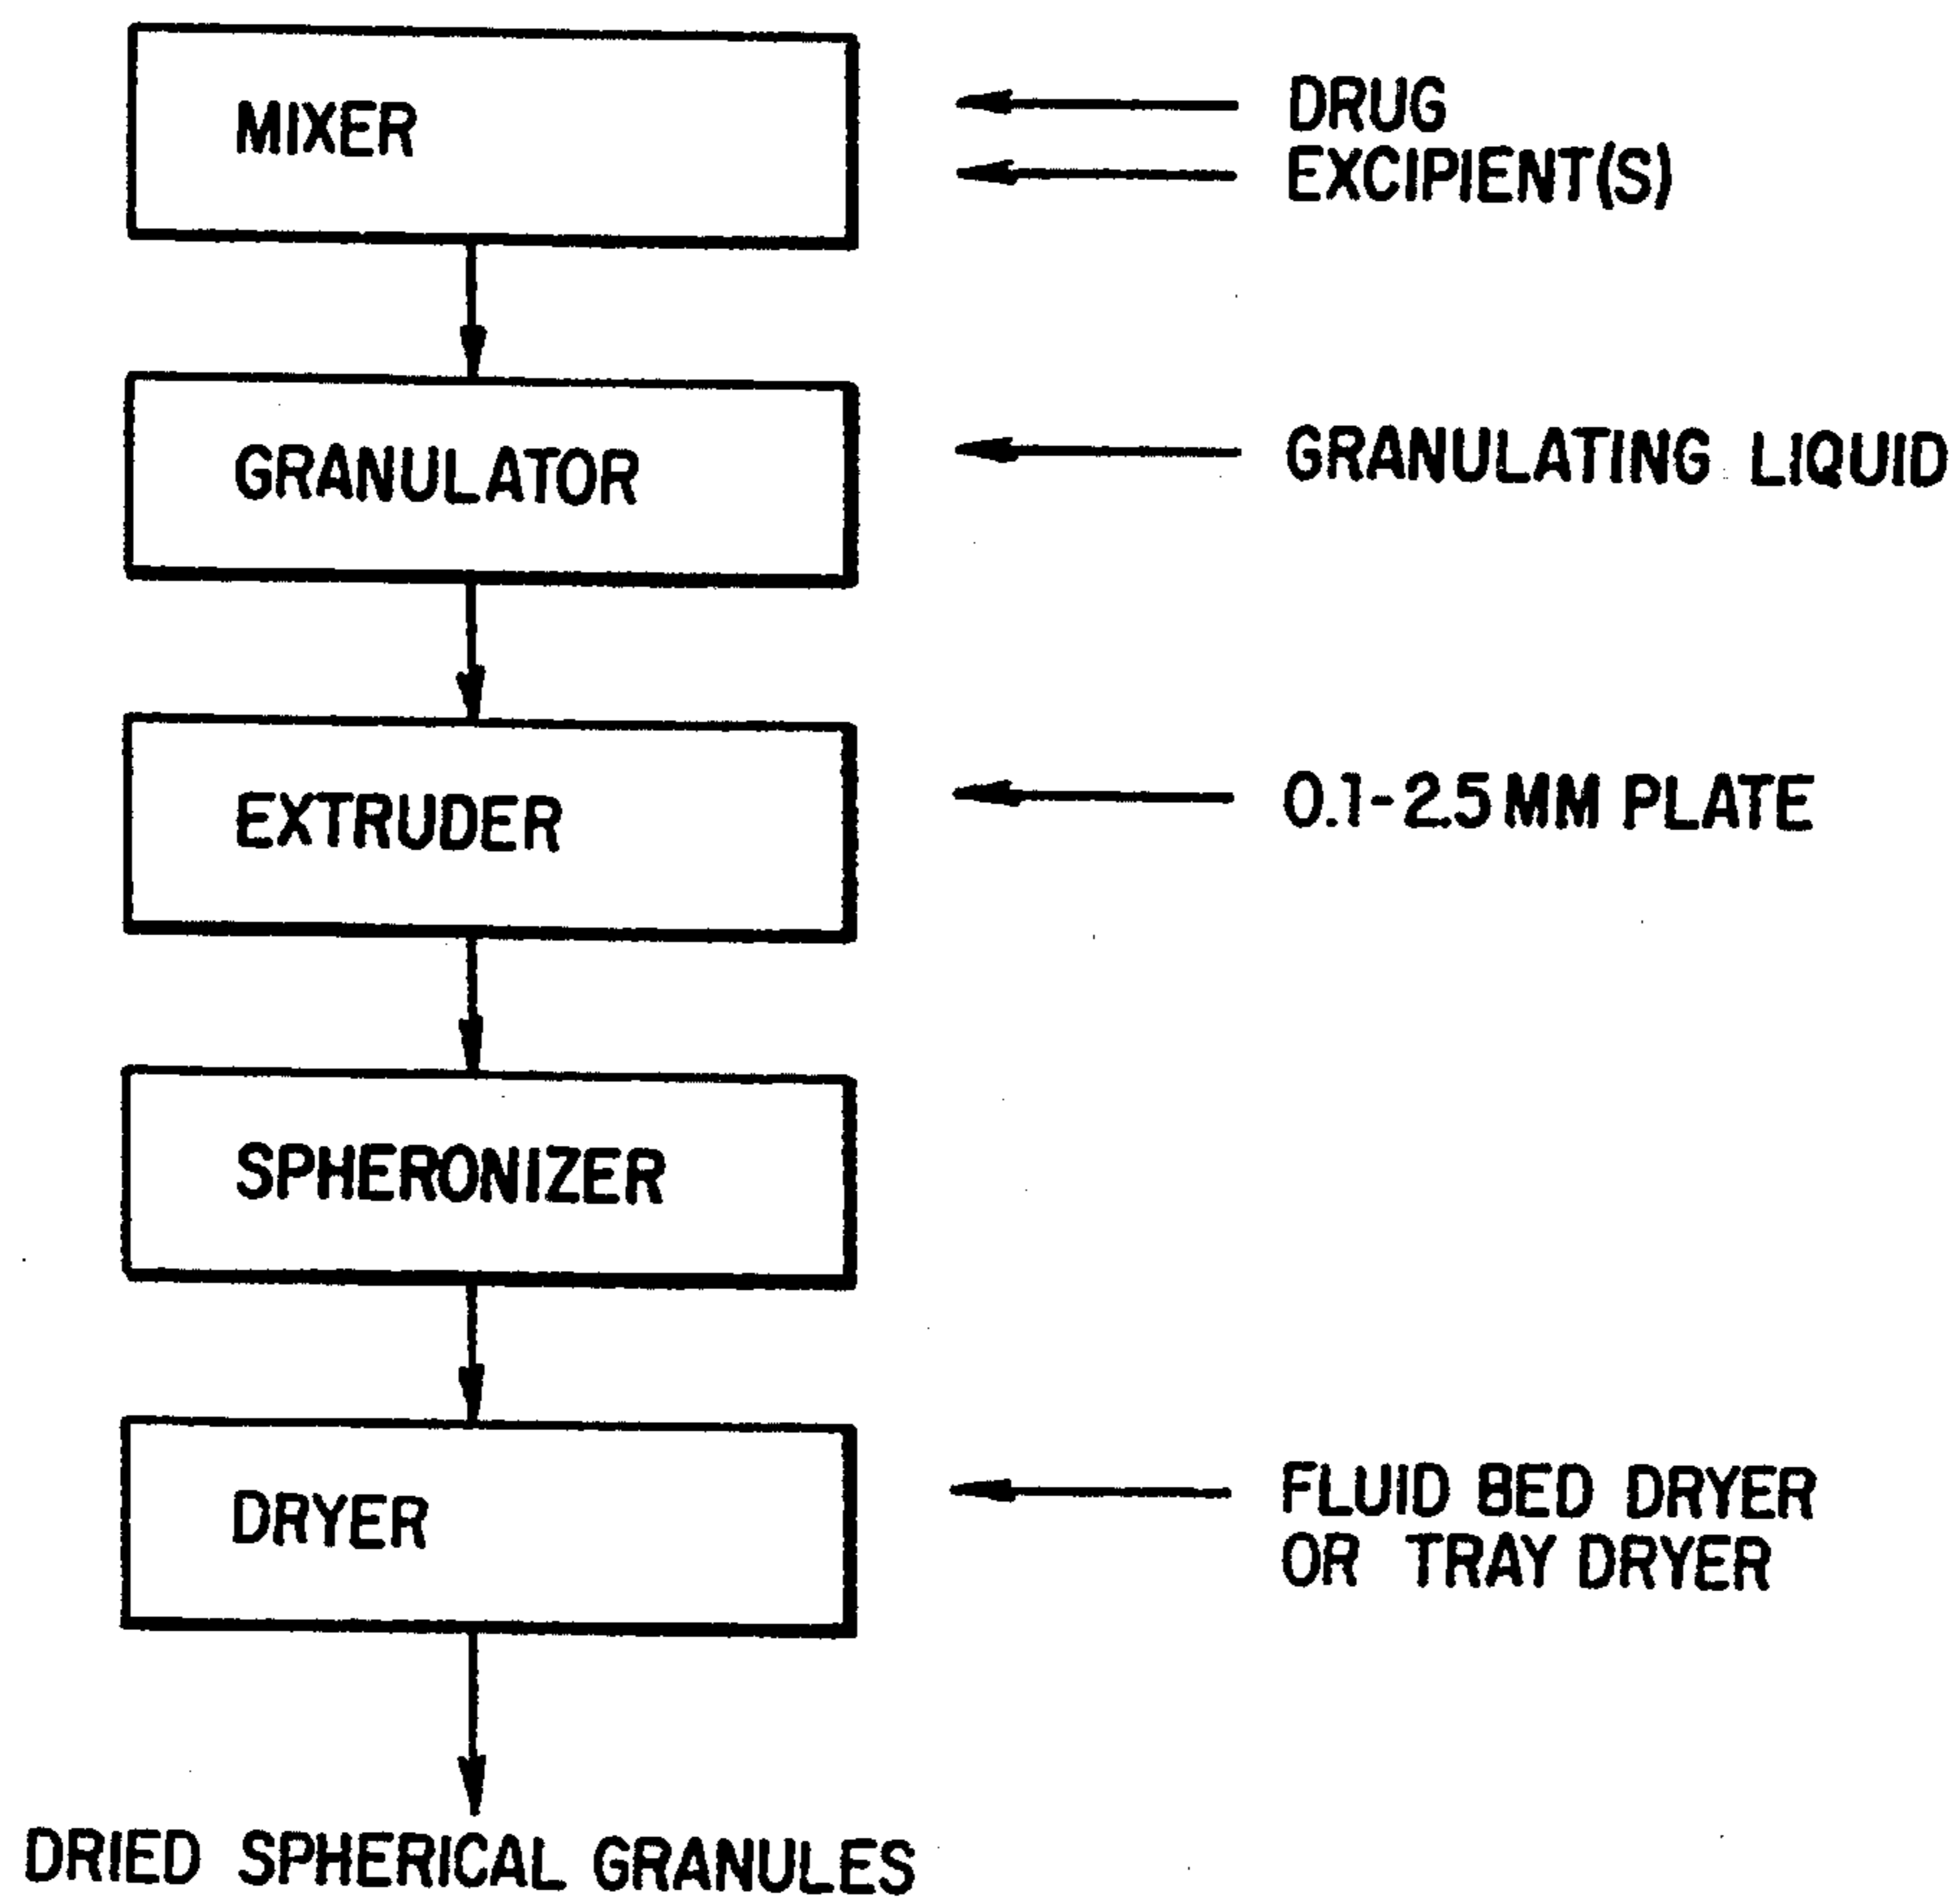 MIXER
DRUG
EXCIPIENT(S)
GRANULATOR
GRANULATING LIQUID
EXTRUDER
0.1-2.5 MM PLATE
SPHERONIZER
DRYER
FLUID BED DRYER
OR TRAY DRYER
DRIED SPHERICAL GRANULES